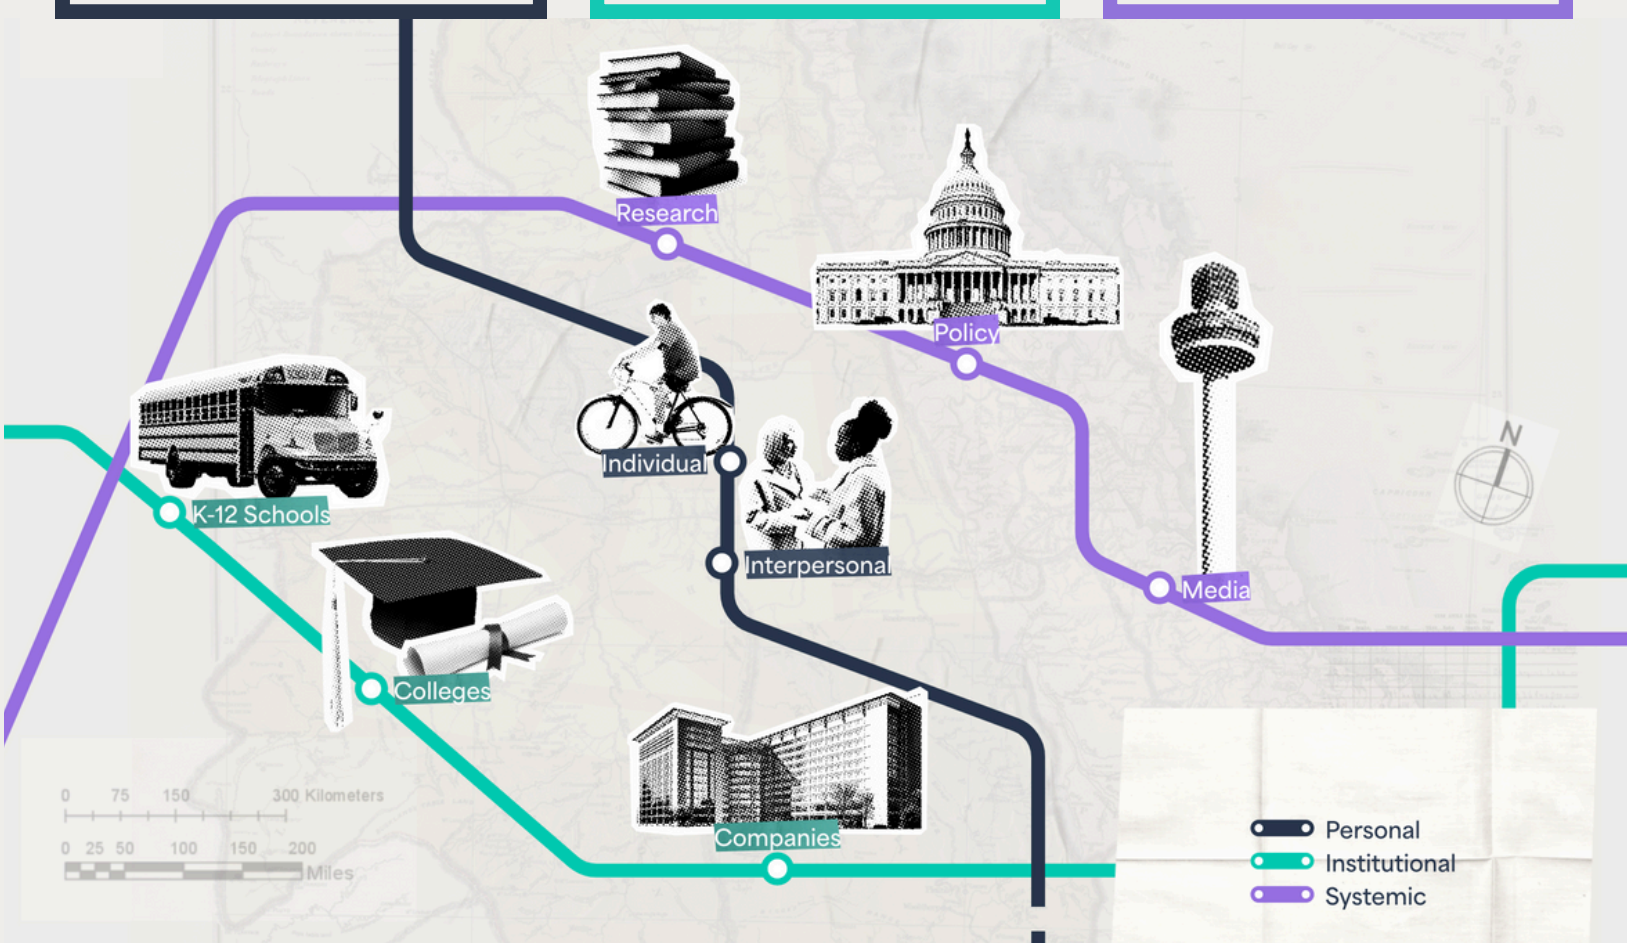 Research
Policy
Individual
K-12 Schools
Interpersonal
Media
Colleges
Companies
N
0 75 150 300 Kilometers
0 25 50 100 150 200
Miles
Personal
Institutional
Systemic